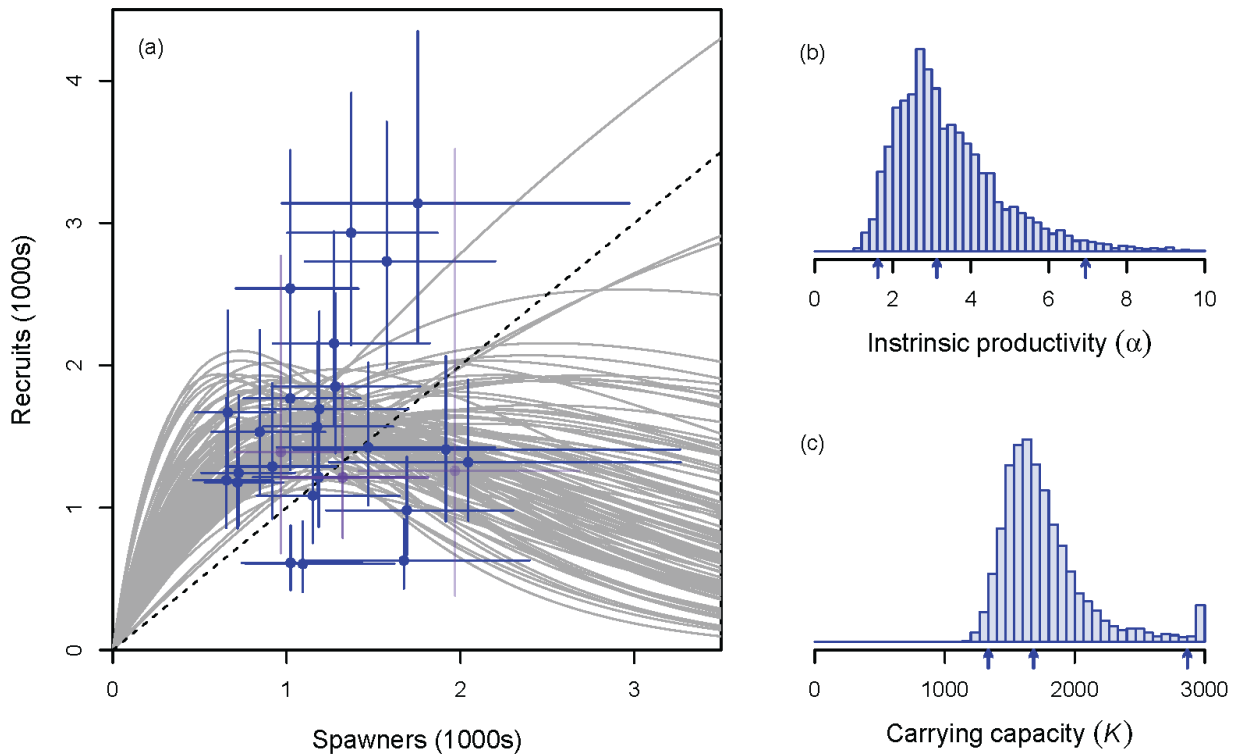 (a)
4
3
2
1
0
Recruits (1000s)
0 1 2 3
Spawners (1000s)
(b)
0 2 4 6 8 10
Instrinsic productivity (α)
(c)
0 1000 2000 3000
Carrying capacity (K)